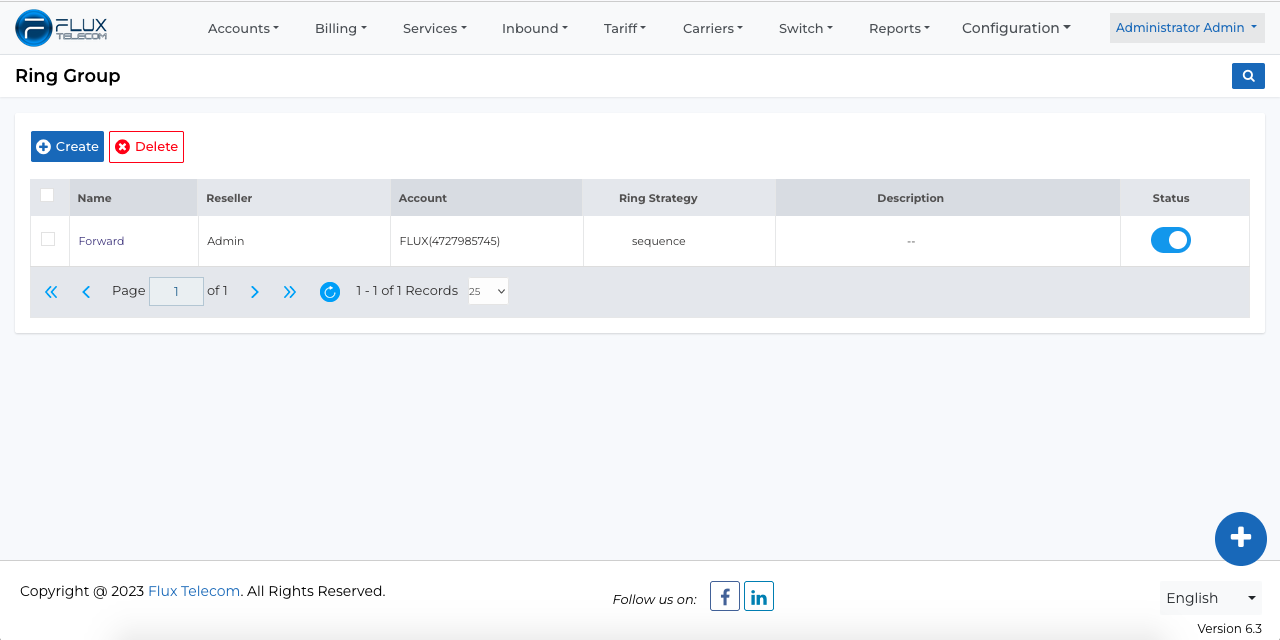 FLUX TELECOM
Accounts Billing Services Inbound Tariff Carriers Switch Reports Configuration Administrator Admin
Ring Group
Create Delete
Name Reseller Account Ring Strategy Description Status
Forward Admin FLUX(4727985745) sequence --
Page 1 of 1 1 - 1 of 1 Records 25
Copyright @ 2023 Flux Telecom. All Rights Reserved. Follow us on: f in English
Version 6.3